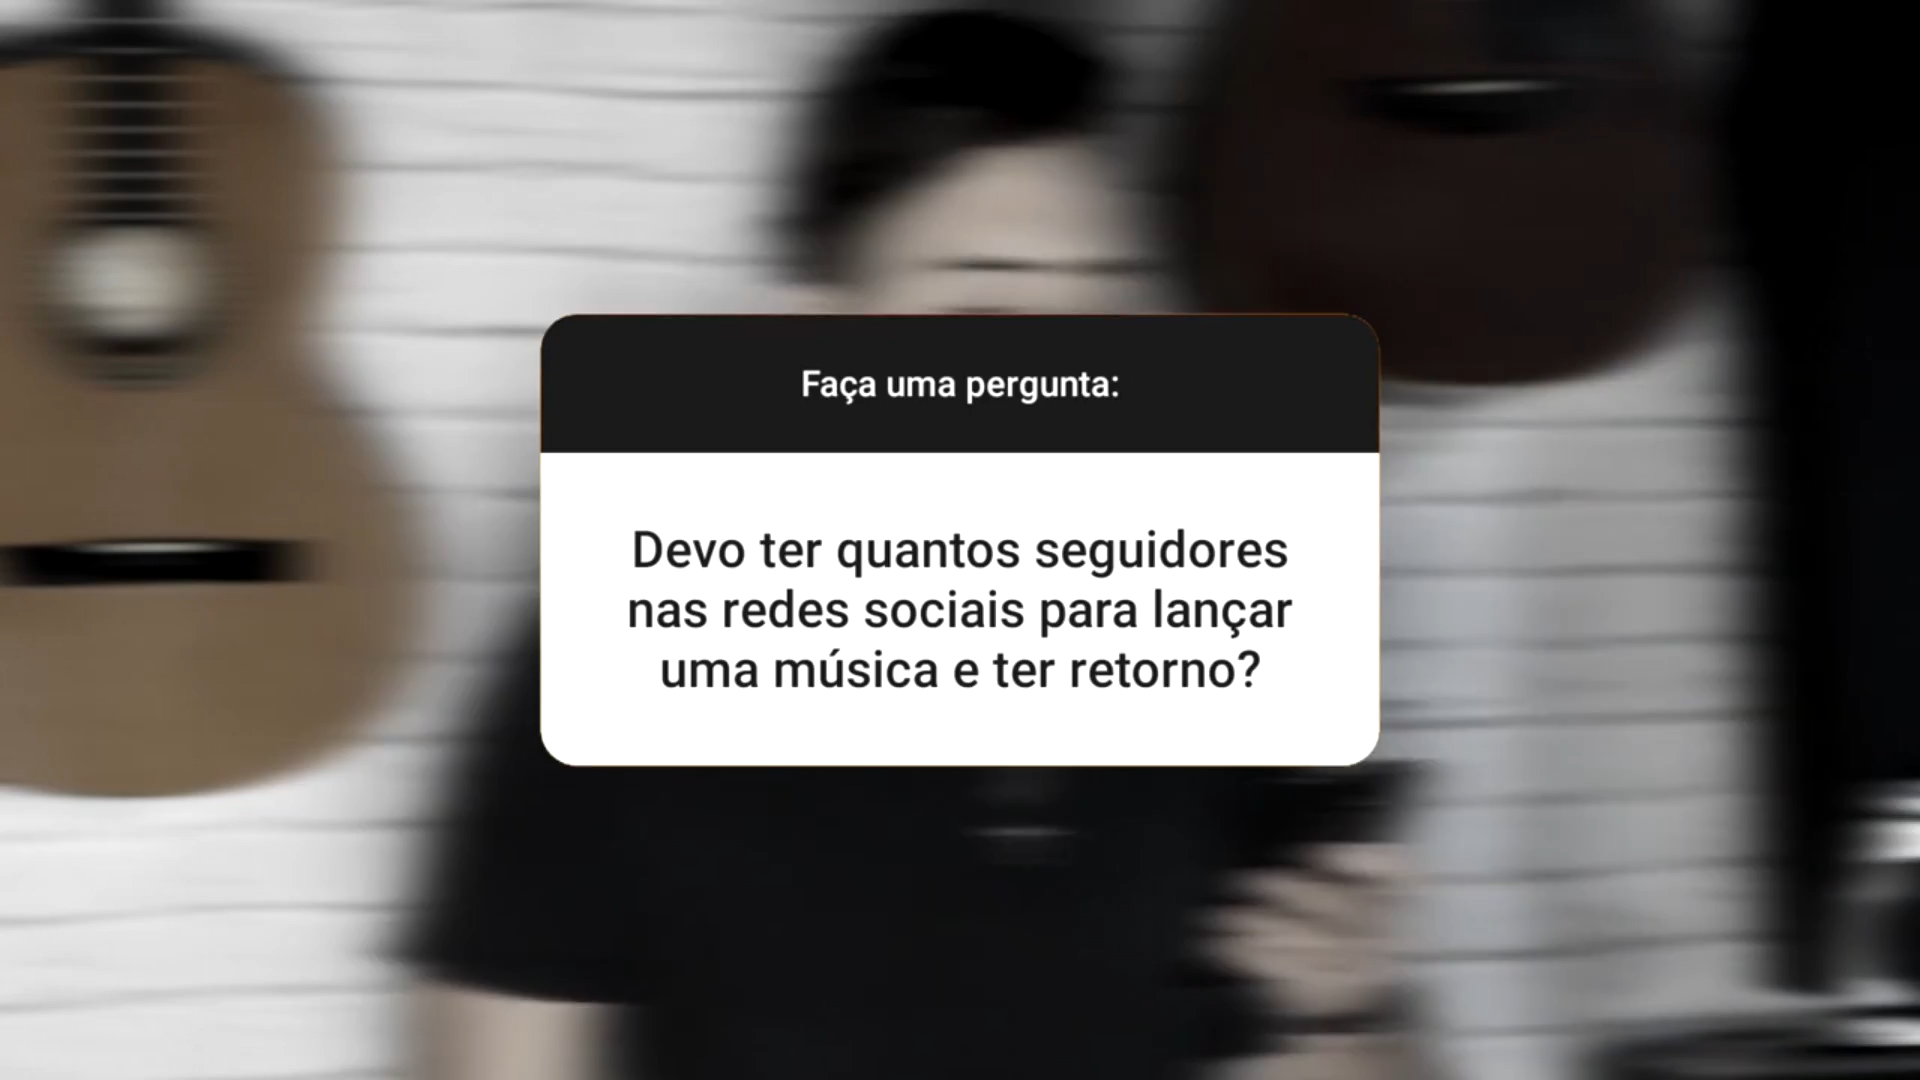 Faça uma pergunta:
Devo ter quantos seguidores
nas redes sociais para lançar
uma música e ter retorno?